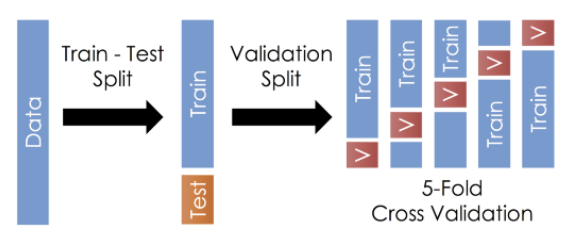 Data
Train - Test
Split
Train
Test
Validation
Split
Train
V
Train
V
Train
V
V
Train
V
Train
5-Fold
Cross Validation